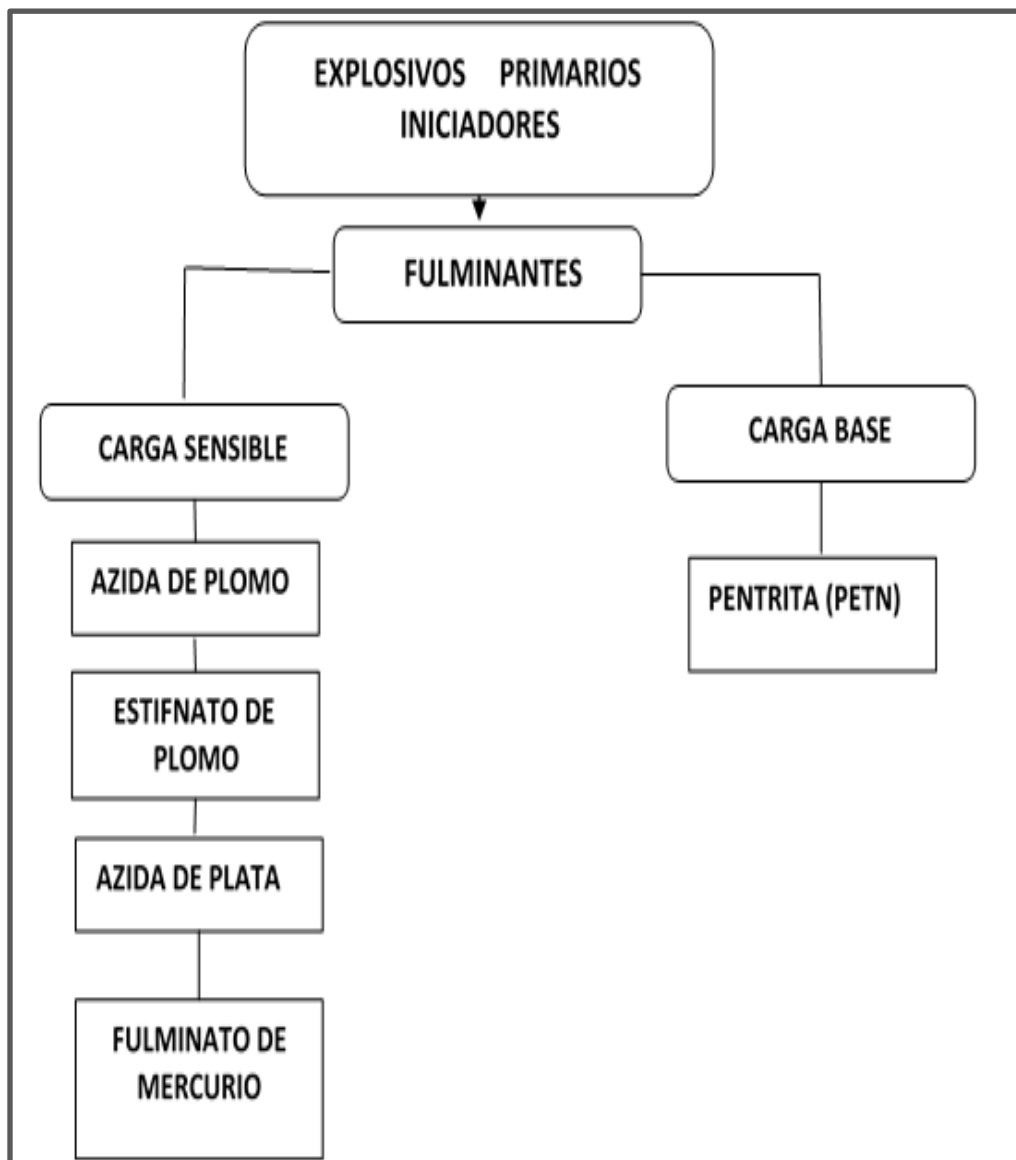 EXPLOSIVOS PRIMARIOS
INICIADORES
FULMINANTES
CARGA SENSIBLE
CARGA BASE
AZIDA DE PLOMO
PENTRITA (PETN)
ESTIFNATO DE
PLOMO
AZIDA DE PLATA
FULMINATO DE
MERCURIO